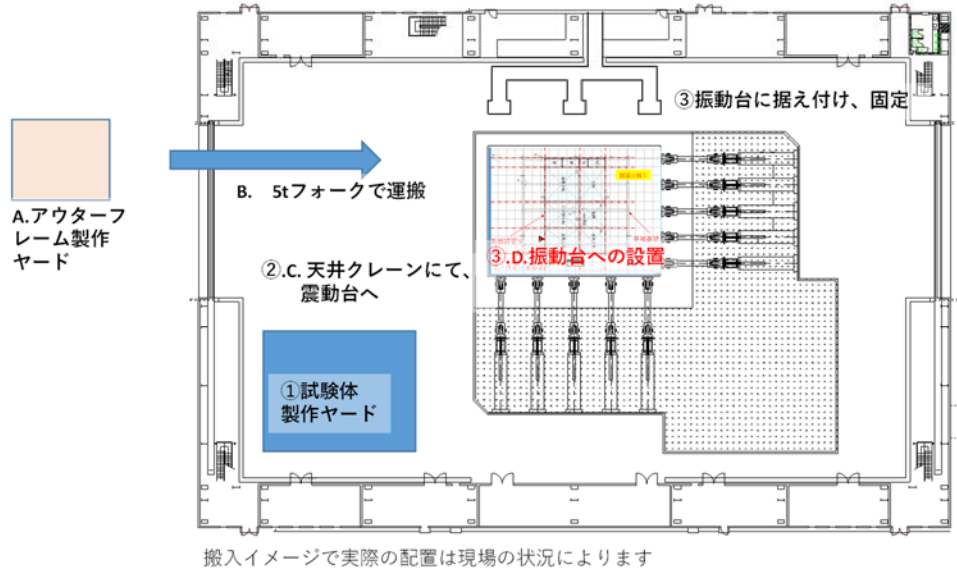 ③振動台に据え付け、固定
B. 5tフォークで運搬
A.アウターフ
レーム製作
ヤード
③.D.振動台への設置
②.C. 天井クレーンにて、
震動台へ
①試験体
製作ヤード
搬入イメージで実際の配置は現場の状況によります